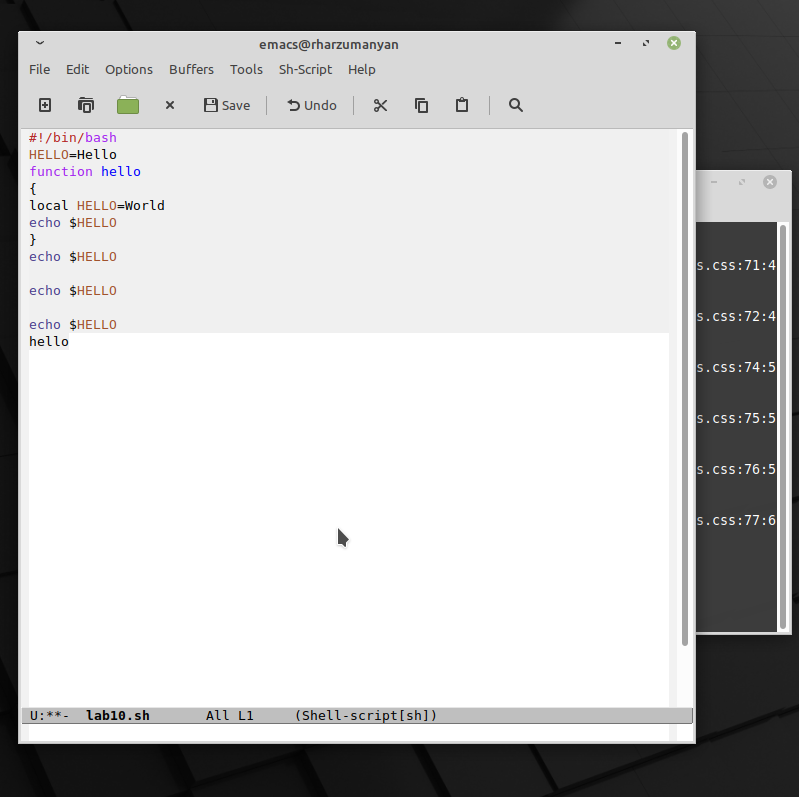 emacs@rharzumanyan
File Edit Options Buffers Tools Sh-Script Help
Save Undo
#!/bin/bash
HELLO=Hello
function hello
{
local HELLO=World
echo $HELLO
}
echo $HELLO
echo $HELLO
echo $HELLO
hello
U:**- lab10.sh All L1 (Shell-script[sh])
s.css:71:4
s.css:72:4
s.css:74:5
s.css:75:5
s.css:76:5
s.css:77:6